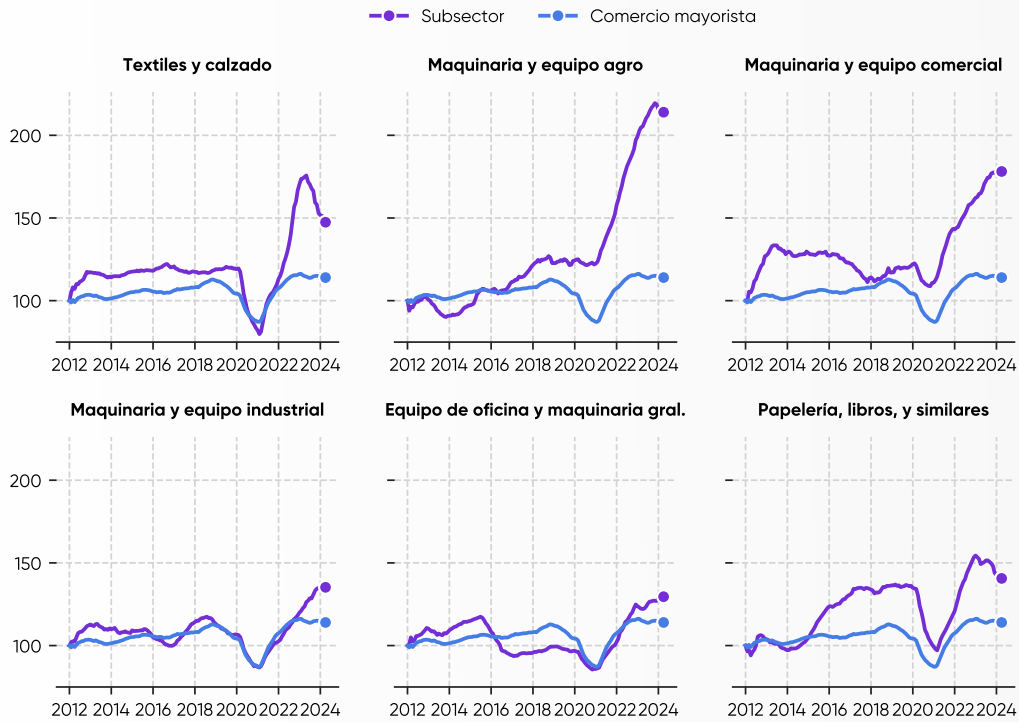 Subsector Comercio mayorista
Textiles y calzado Maquinaria y equipo agro Maquinaria y equipo comercial
200
150
100
2012 2014 2016 2018 2020 2022 2024 2012 2014 2016 2018 2020 2022 2024 2012 2014 2016 2018 2020 2022 2024
Maquinaria y equipo industrial Equipo de oficina y maquinaria gral. Papelería, libros, y similares
200
150
100
2012 2014 2016 2018 2020 2022 2024 2012 2014 2016 2018 2020 2022 2024 2012 2014 2016 2018 2020 2022 2024